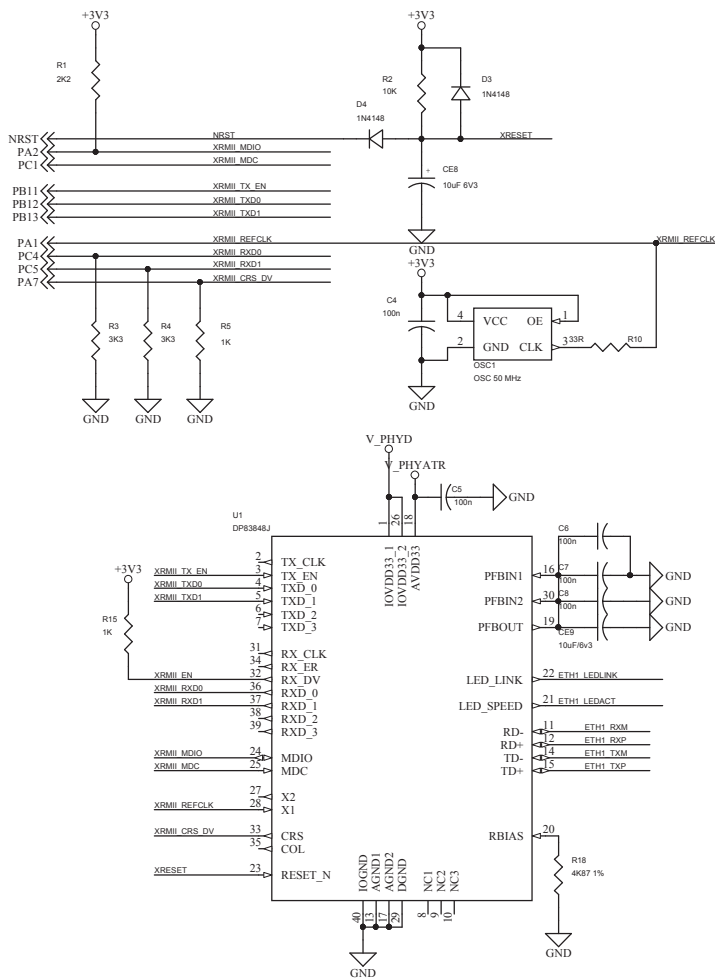 +3V3
R1
2K2
+3V3
R2
10K
D3
1N4148
D4
1N4148
NRST NRST XRESET
PA2 XRMII_MDIO
PC1 XRMII_MDC
CE8
+
10uF 6V3
PB11 XRMII_TX_EN
PB12 XRMII_TXD0
PB13 XRMII_TXD1
GND
PA1 XRMII_REFCLK XRMII_REFCLK
PC4 XRMII_RXD0
PC5 XRMII_RXD1
PA7 XRMII_CRS_DV
+3V3
C4
100n
4 VCC OE 1
2 GND CLK 3 33R R10
OSC1
OSC 50 MHz
R3
3K3
R4
3K3
R5
1K
GND GND GND
GND
V_PHYD
V_PHYATR
C5
100n
GND
U1
DP83848J
1 26 18
IOVDD33_1
IOVDD33_2
AVDD33
C6
100n
2 TX_CLK
XRMII_TX_EN 3 TX_EN
XRMII_TXD0 4 TXD_0
XRMII_TXD1 5 TXD_1
6 TXD_2
7 TXD_3
+3V3
R15
1K
PFBIN1 16 C7 100n GND
PFBIN2 30 C8 100n GND
PFBOUT 19 CE9 10uF/6v3 GND
31 RX_CLK
34 RX_ER
XRMII_EN 32 RX_DV
XRMII_RXD0 36 RXD_0
XRMII_RXD1 37 RXD_1
38 RXD_2
39 RXD_3
LED_LINK 22 ETH1_LEDLINK
LED_SPEED 21 ETH1_LEDACT
RD- 11 ETH1_RXM
RD+ 12 ETH1_RXP
TD- 14 ETH1_TXM
TD+ 15 ETH1_TXP
XRMII_MDIO 24 MDIO
XRMII_MDC 25 MDC
27 X2
XRMII_REFCLK 28 X1
XRMII_CRS_DV 33 CRS
35 COL
XRESET 23 RESET_N
RBIAS 20
R18
4K87 1%
GND
IOGND
AGND1
AGND2
DGND
NC1
NC2
NC3
40 13 17 29 8 9 10
GND